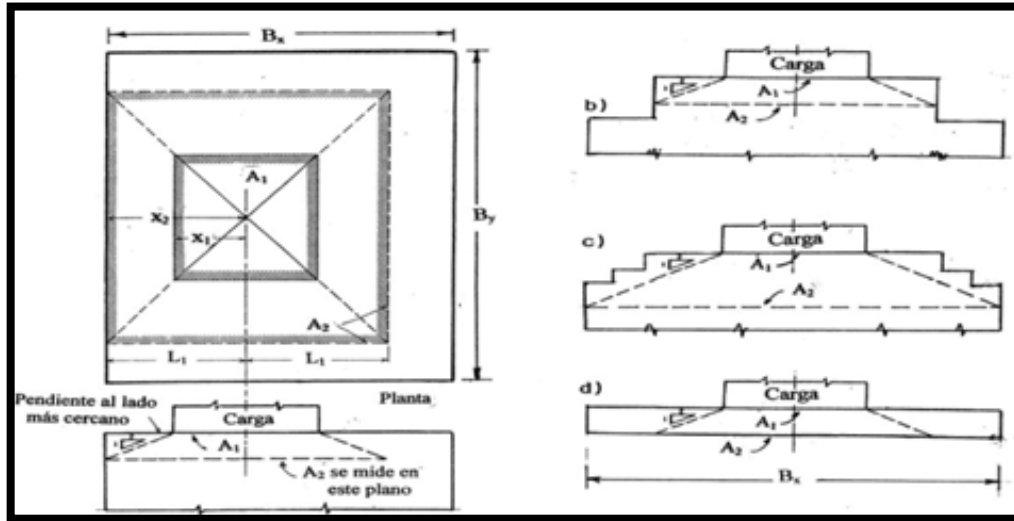 Bx
A1
X2
X1
By
A2
L1
L1
Planta
Pendiente al lado
más cercano
Carga
A1
A2 se mide en
este plano
b)
Carga
A1
A2
c)
Carga
A1
A2
d)
Carga
A1
A2
Bx